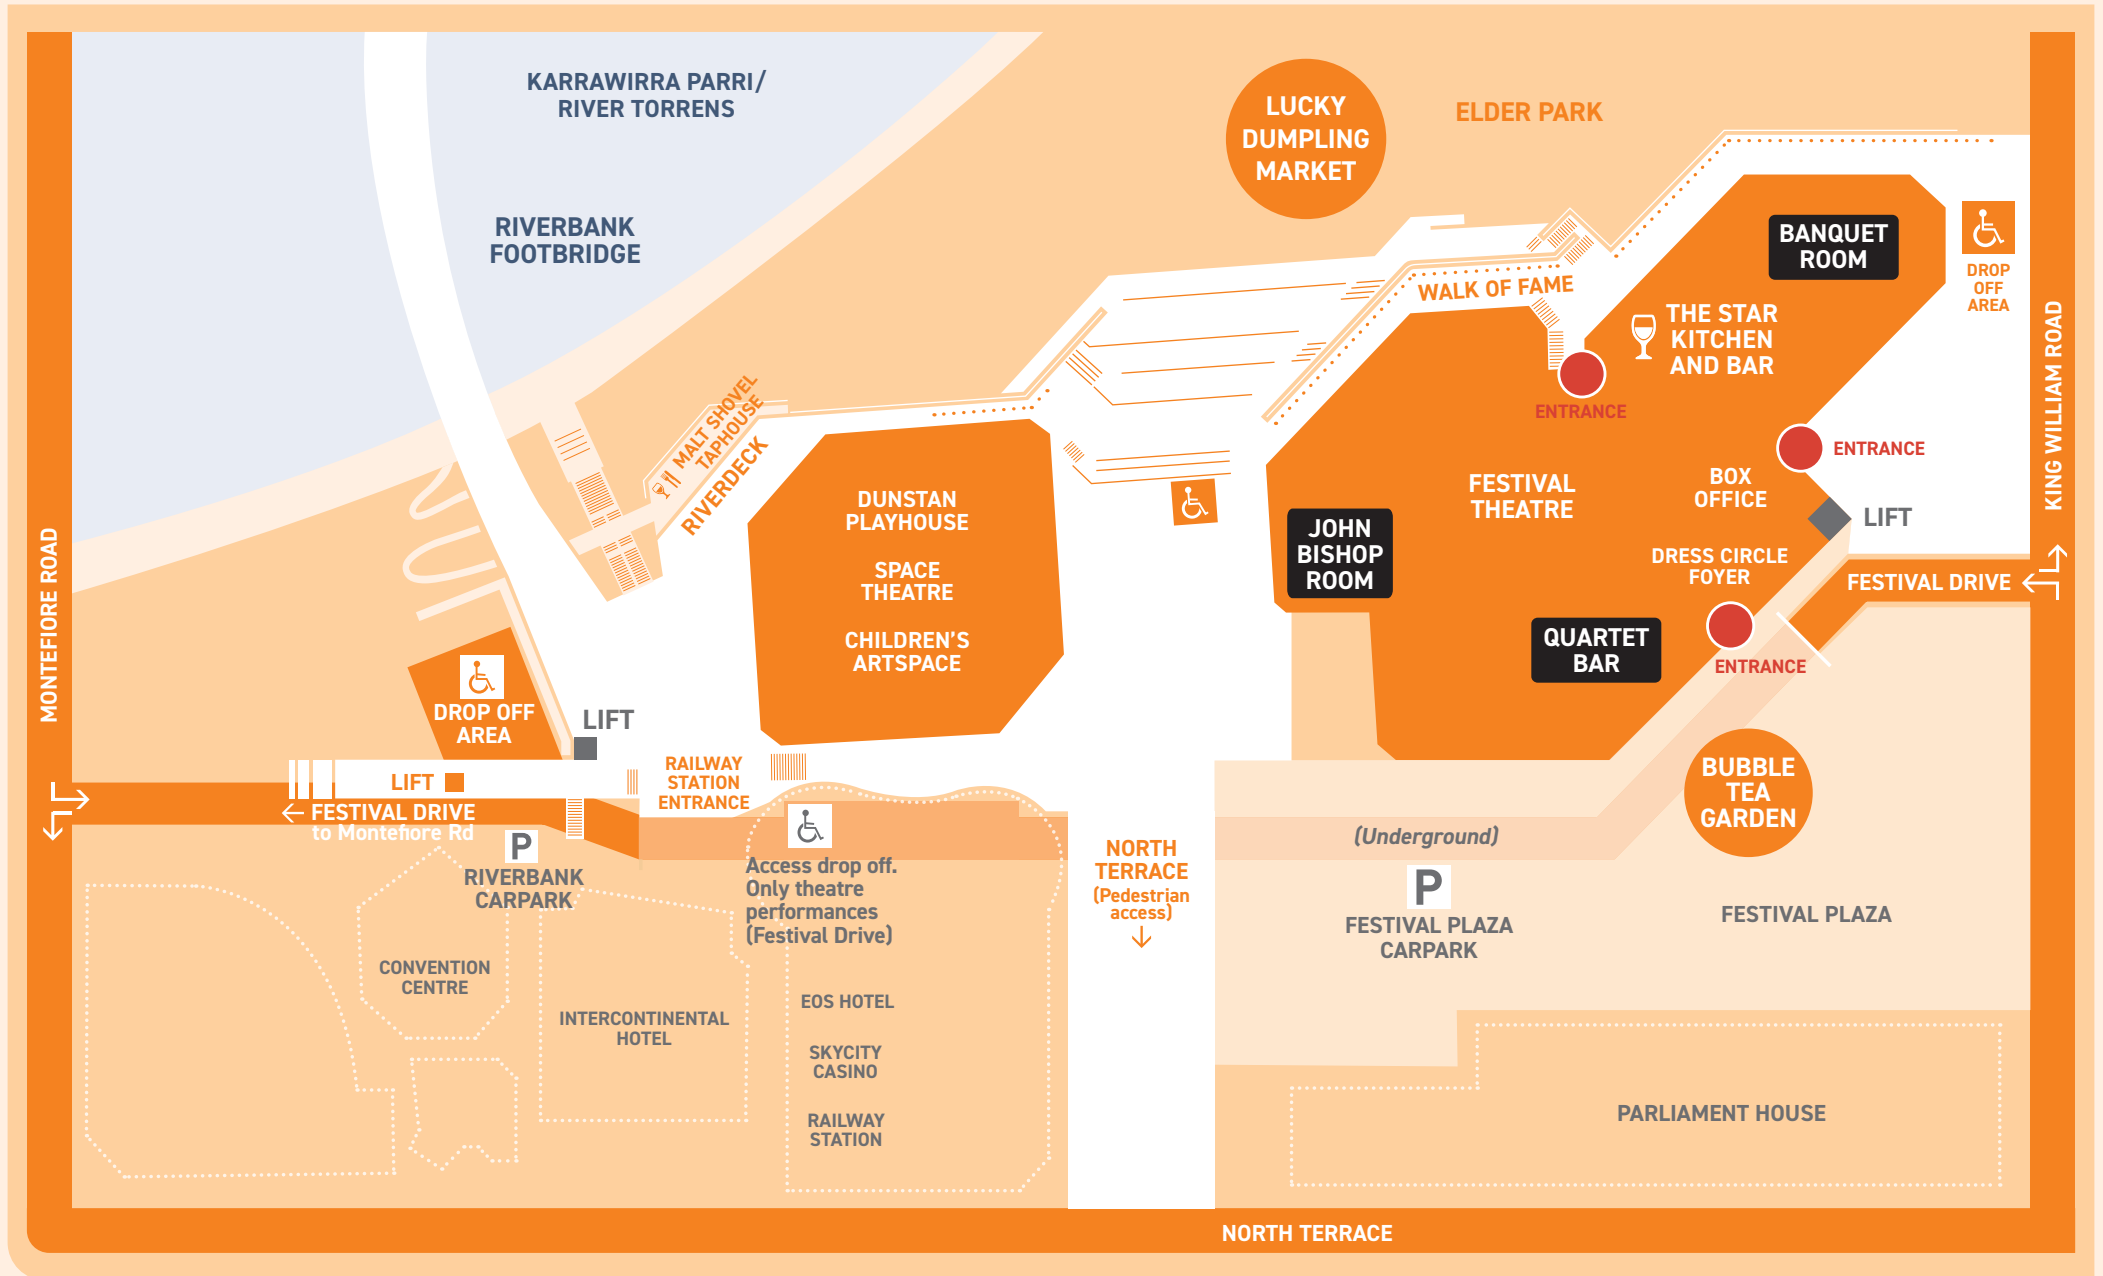 KARRAWIRRA PARRI/
RIVER TORRENS
RIVERBANK
FOOTBRIDGE
LUCKY
DUMPLING
MARKET
ELDER PARK
BANQUET
ROOM
DROP
OFF
AREA
WALK OF FAME
THE STAR
KITCHEN
AND BAR
ENTRANCE
ENTRANCE
KING WILLIAM ROAD
MALT SHOVEL
TAPHOUSE
RIVERDECK
DUNSTAN
PLAYHOUSE
SPACE
THEATRE
CHILDREN'S
ARTSPACE
FESTIVAL
THEATRE
BOX
OFFICE
LIFT
JOHN
BISHOP
ROOM
DRESS CIRCLE
FOYER
FESTIVAL DRIVE
QUARTET
BAR
ENTRANCE
MONTEFIORE ROAD
DROP OFF
AREA
LIFT
LIFT
FESTIVAL DRIVE
to Montefiore Rd
RAILWAY
STATION
ENTRANCE
BUBBLE
TEA
GARDEN
P
RIVERBANK
CARPARK
Access drop off.
Only theatre
performances
(Festival Drive)
NORTH
TERRACE
(Pedestrian
access)
(Underground)
P
FESTIVAL PLAZA
CARPARK
FESTIVAL PLAZA
CONVENTION
CENTRE
INTERCONTINENTAL
HOTEL
EOS HOTEL
SKYCITY
CASINO
RAILWAY
STATION
PARLIAMENT HOUSE
NORTH TERRACE